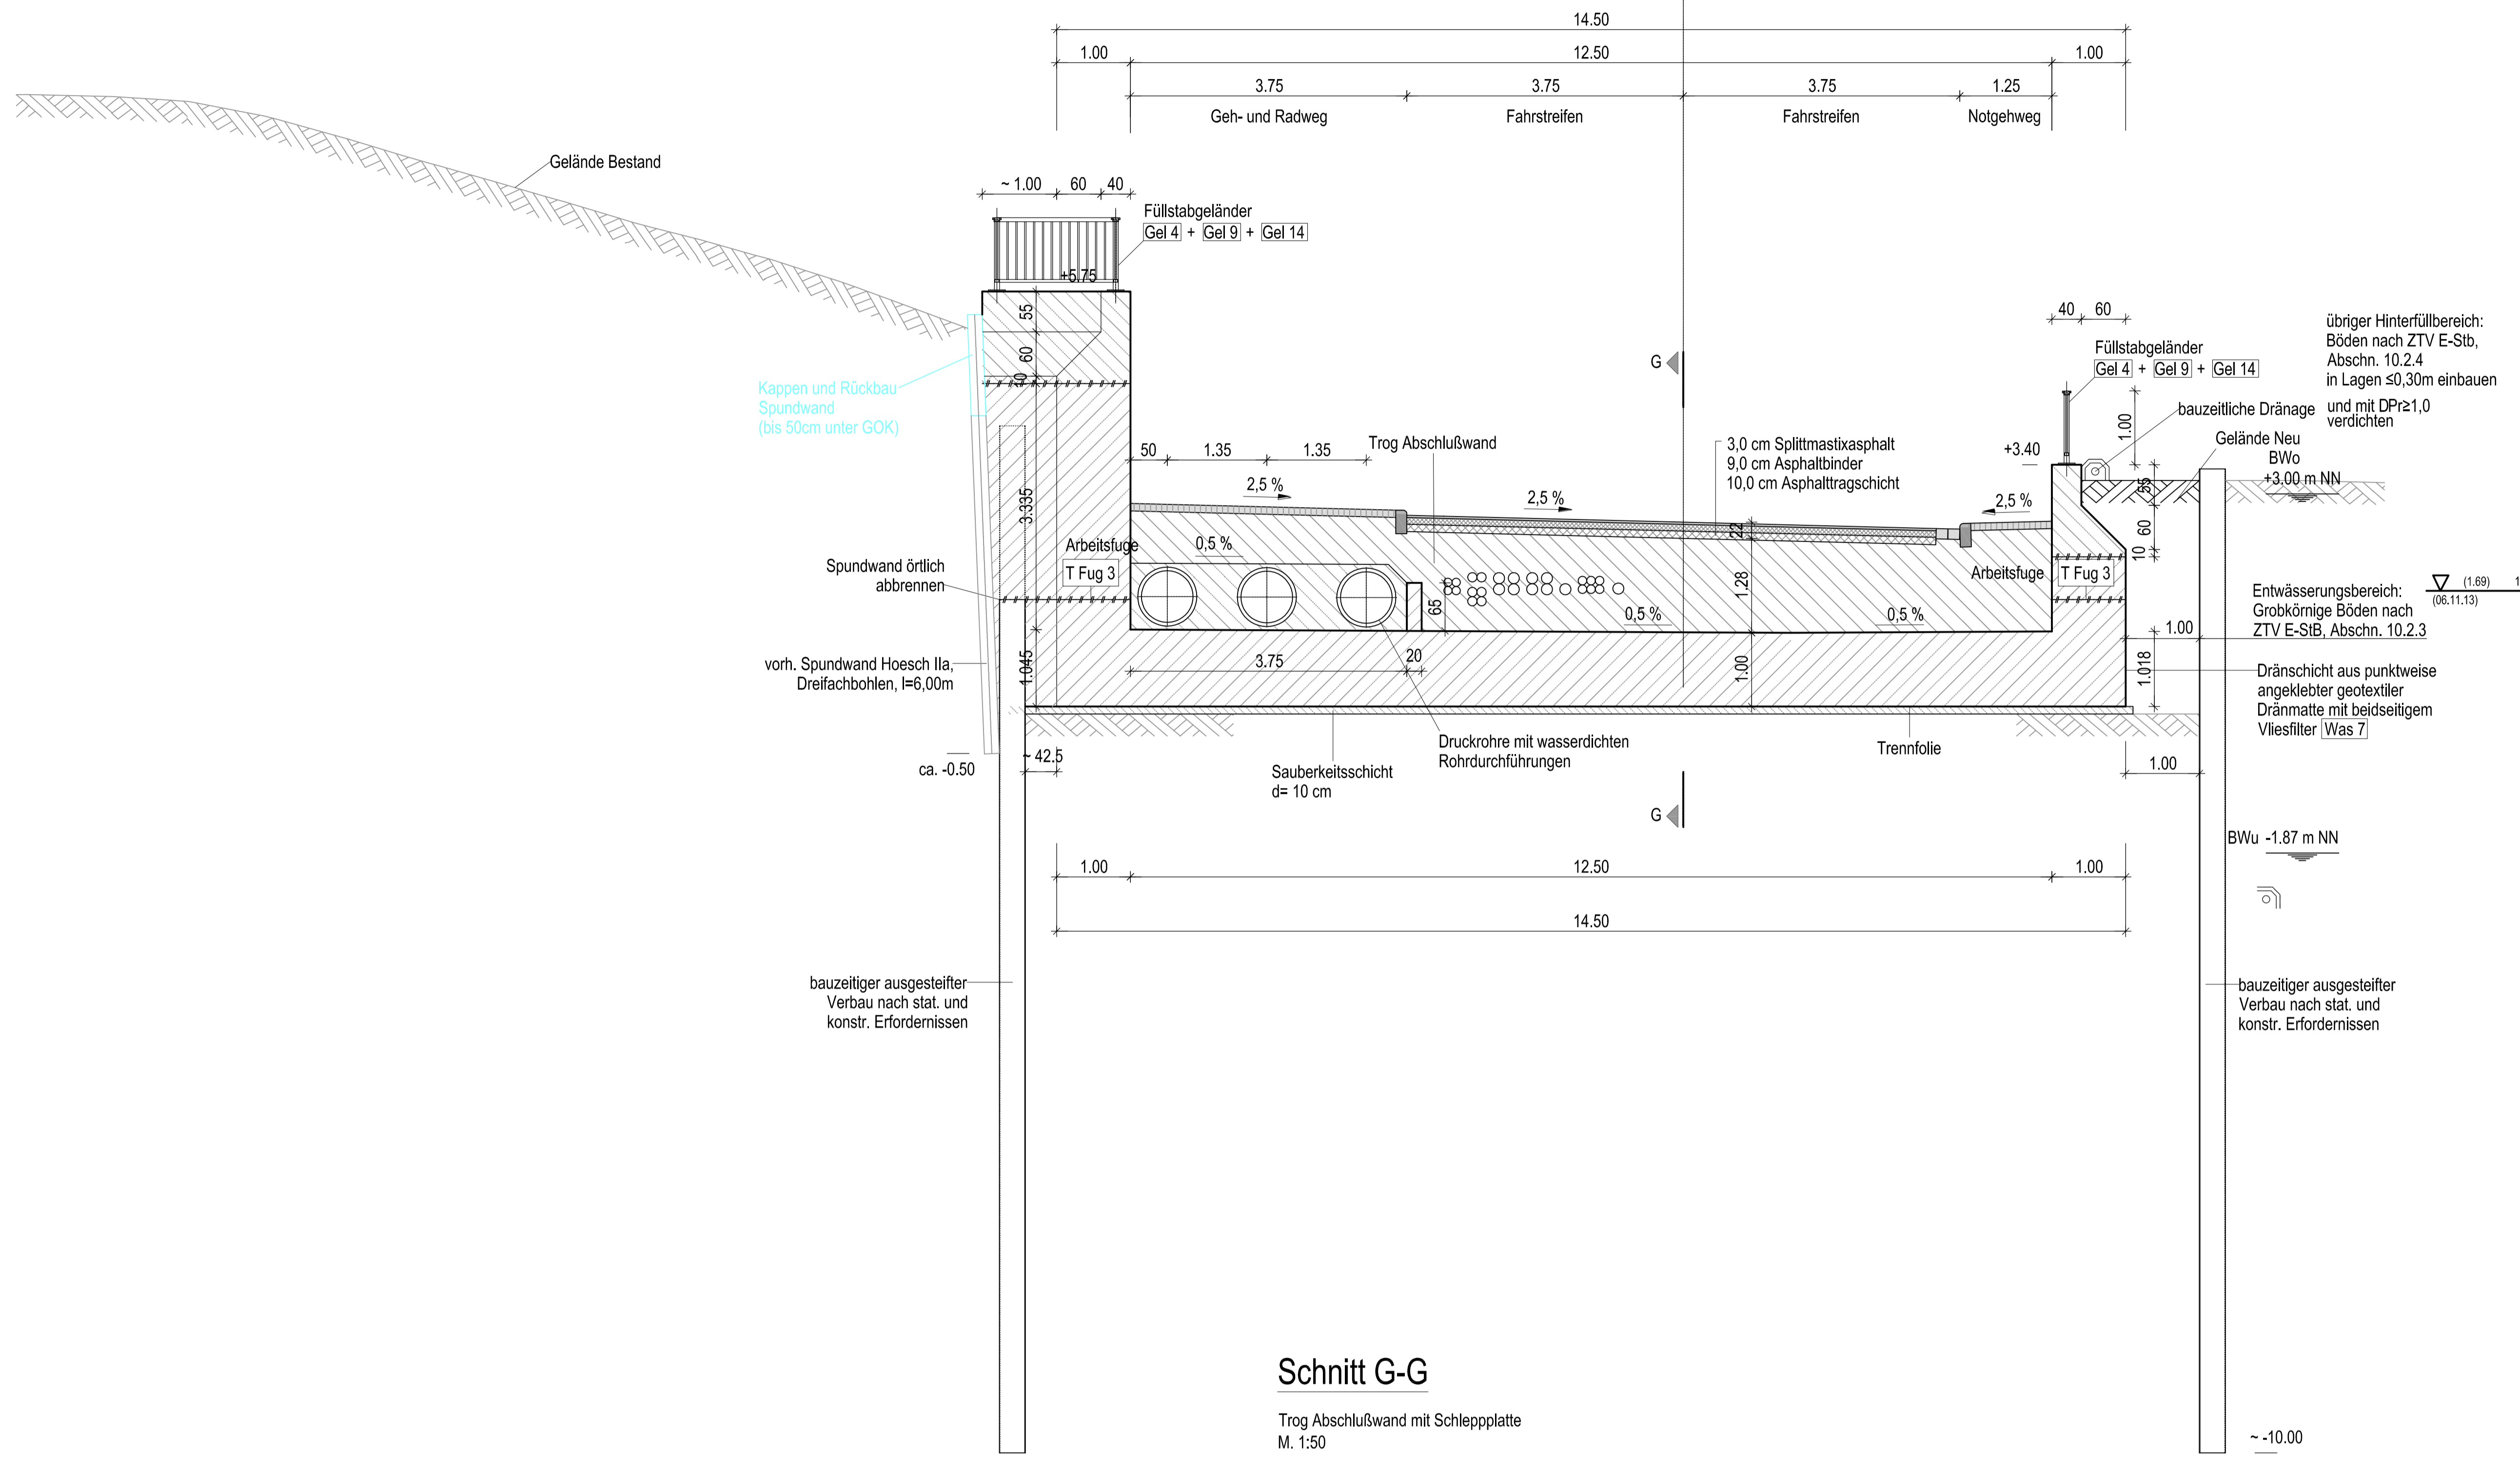 14.50
1.00 12.50 1.00
3.75 3.75 3.75 1.25
Geh- und Radweg Fahrstreifen Fahrstreifen Notgehweg
Gelände Bestand
~ 1.00 60 40
Füllstabgeländer
Gel 4 + Gel 9 + Gel 14
+5.75
55
60
10
3.335
1.045
Kappen und Rückbau
Spundwand
(bis 50cm unter GOK)
G
40 60
übriger Hinterfüllbereich:
Böden nach ZTV E-Stb,
Abschn. 10.2.4
in Lagen ≤0,30m einbauen
und mit DPr≥1,0
verdichten
Füllstabgeländer
Gel 4 + Gel 9 + Gel 14
bauzeitliche Dränage
1.00
Gelände Neu
BWo
+3.00 m NN
+3.40
50 1.35 1.35
Trog Abschlußwand
3,0 cm Splittmastixasphalt
9,0 cm Asphaltbinder
10,0 cm Asphalttragschicht
2,5 %
2,5 %
2,5 %
55
60
10
22
1.28
1.00
Arbeitsfuge
T Fug 3
0,5 %
Spundwand örtlich
abbrennen
65
0,5 %
0,5 %
Arbeitsfuge
T Fug 3
Entwässerungsbereich:
Grobkörnige Böden nach
ZTV E-StB, Abschn. 10.2.3
(1.69) 1
(06.11.13)
1.00
1.018
vorh. Spundwand Hoesch IIa,
Dreifachbohlen, l=6,00m
3.75 20
Dränschicht aus punktweise
angeklebter geotextiler
Dränmatte mit beidseitigem
Vliesfilter Was 7
ca. -0.50
~ 42.5
Sauberkeitsschicht
d= 10 cm
Druckrohre mit wasserdichten
Rohrdurchführungen
Trennfolie
1.00
G
BWu -1.87 m NN
1.00 12.50 1.00
14.50
bauzeitiger ausgesteifter
Verbau nach stat. und
konstr. Erfordernissen
bauzeitiger ausgesteifter
Verbau nach stat. und
konstr. Erfordernissen
Schnitt G-G
Trog Abschlußwand mit Schleppplatte
M. 1:50
~ -10.00